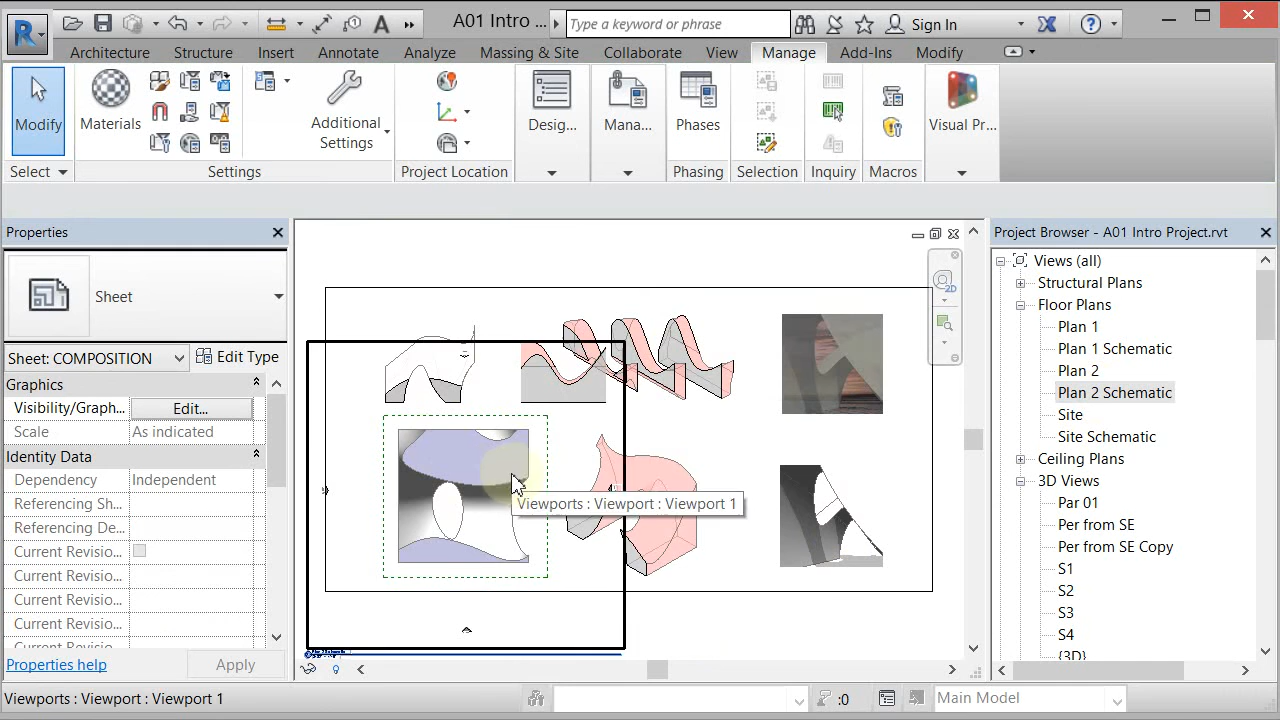 A01 Intro ...
Type a keyword or phrase
Sign In
Architecture Structure Insert Annotate Analyze Massing & Site Collaborate View Manage Add-Ins Modify
Modify
Materials
Additional Settings
Desig...
Mana...
Phases
Visual Pr...
Select Settings Project Location Phasing Selection Inquiry Macros
Properties
Sheet
Sheet: COMPOSITION
Edit Type
Graphics
Visibility/Graph... Edit...
Scale As indicated
Identity Data
Dependency Independent
Referencing Sh...
Referencing De...
Current Revisio...
Current Revisio...
Current Revisio...
Current Revisio...
Properties help
Apply
Viewports : Viewport : Viewport 1
2D
Project Browser - A01 Intro Project.rvt
Views (all)
Structural Plans
Floor Plans
Plan 1
Plan 1 Schematic
Plan 2
Plan 2 Schematic
Site
Site Schematic
Ceiling Plans
3D Views
Par 01
Per from SE
Per from SE Copy
S1
S2
S3
S4
{3D}
Viewports : Viewport : Viewport 1
:0
Main Model